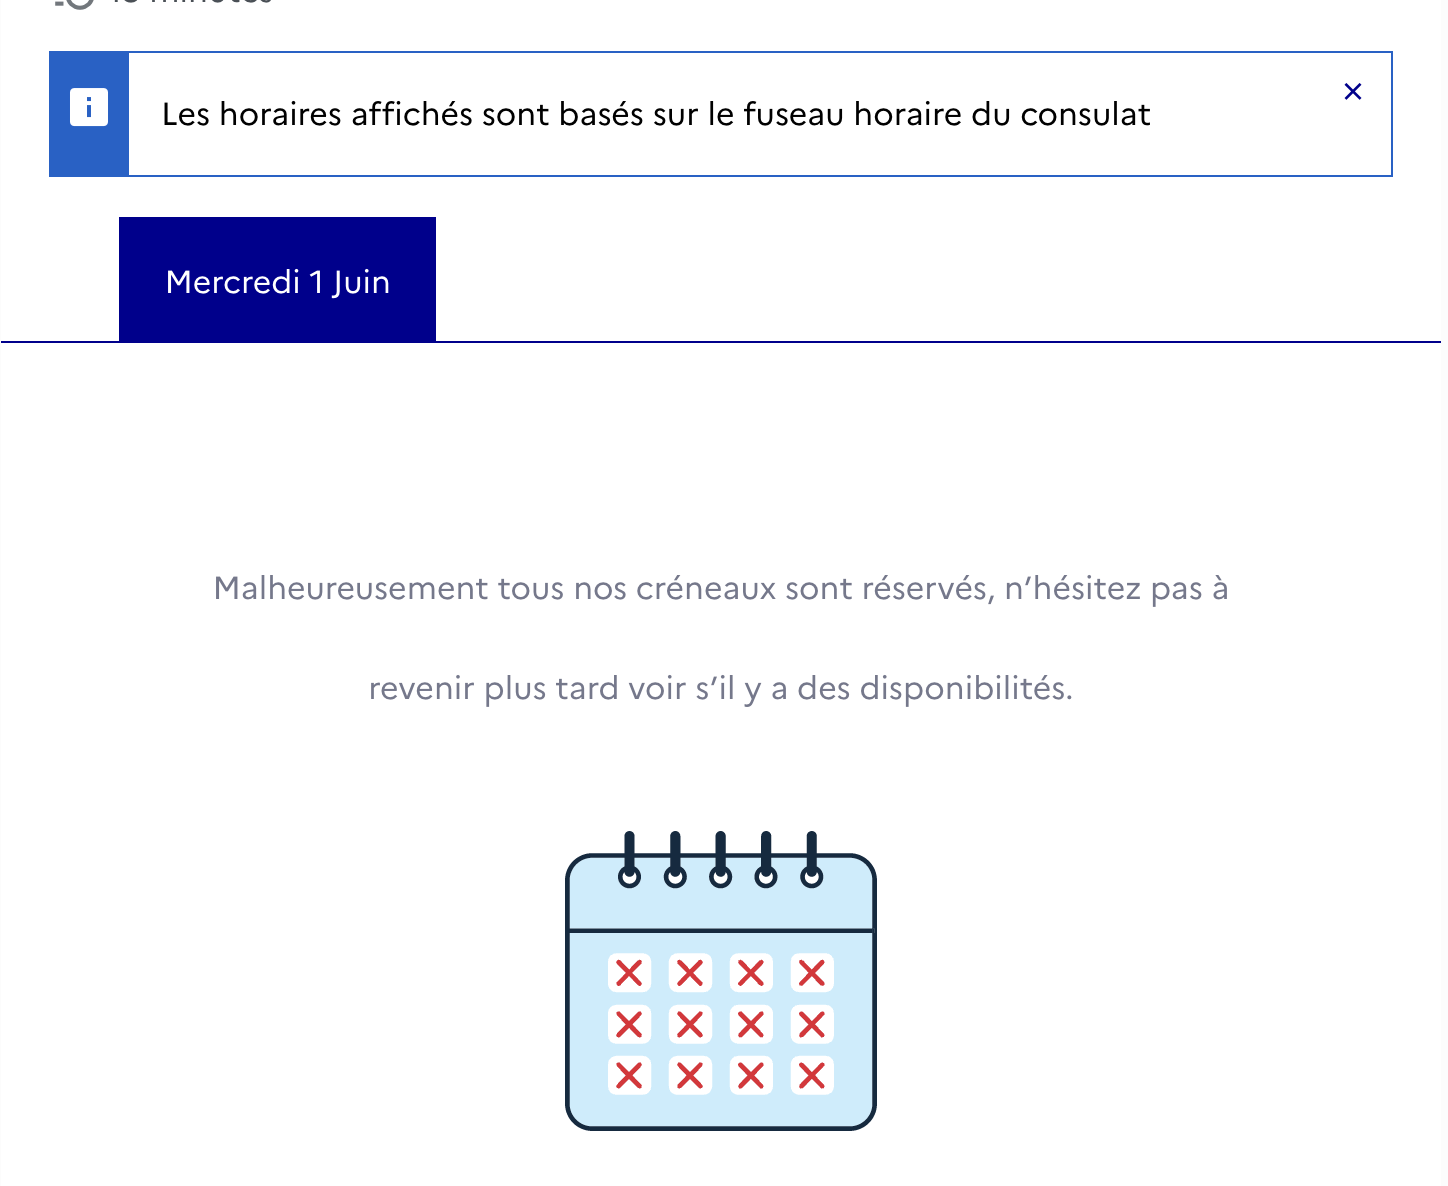 minutes
Les horaires affichés sont basés sur le fuseau horaire du consulat
Mercredi 1 Juin
Malheureusement tous nos créneaux sont réservés, n’hésitez pas à
revenir plus tard voir s’il y a des disponibilités.